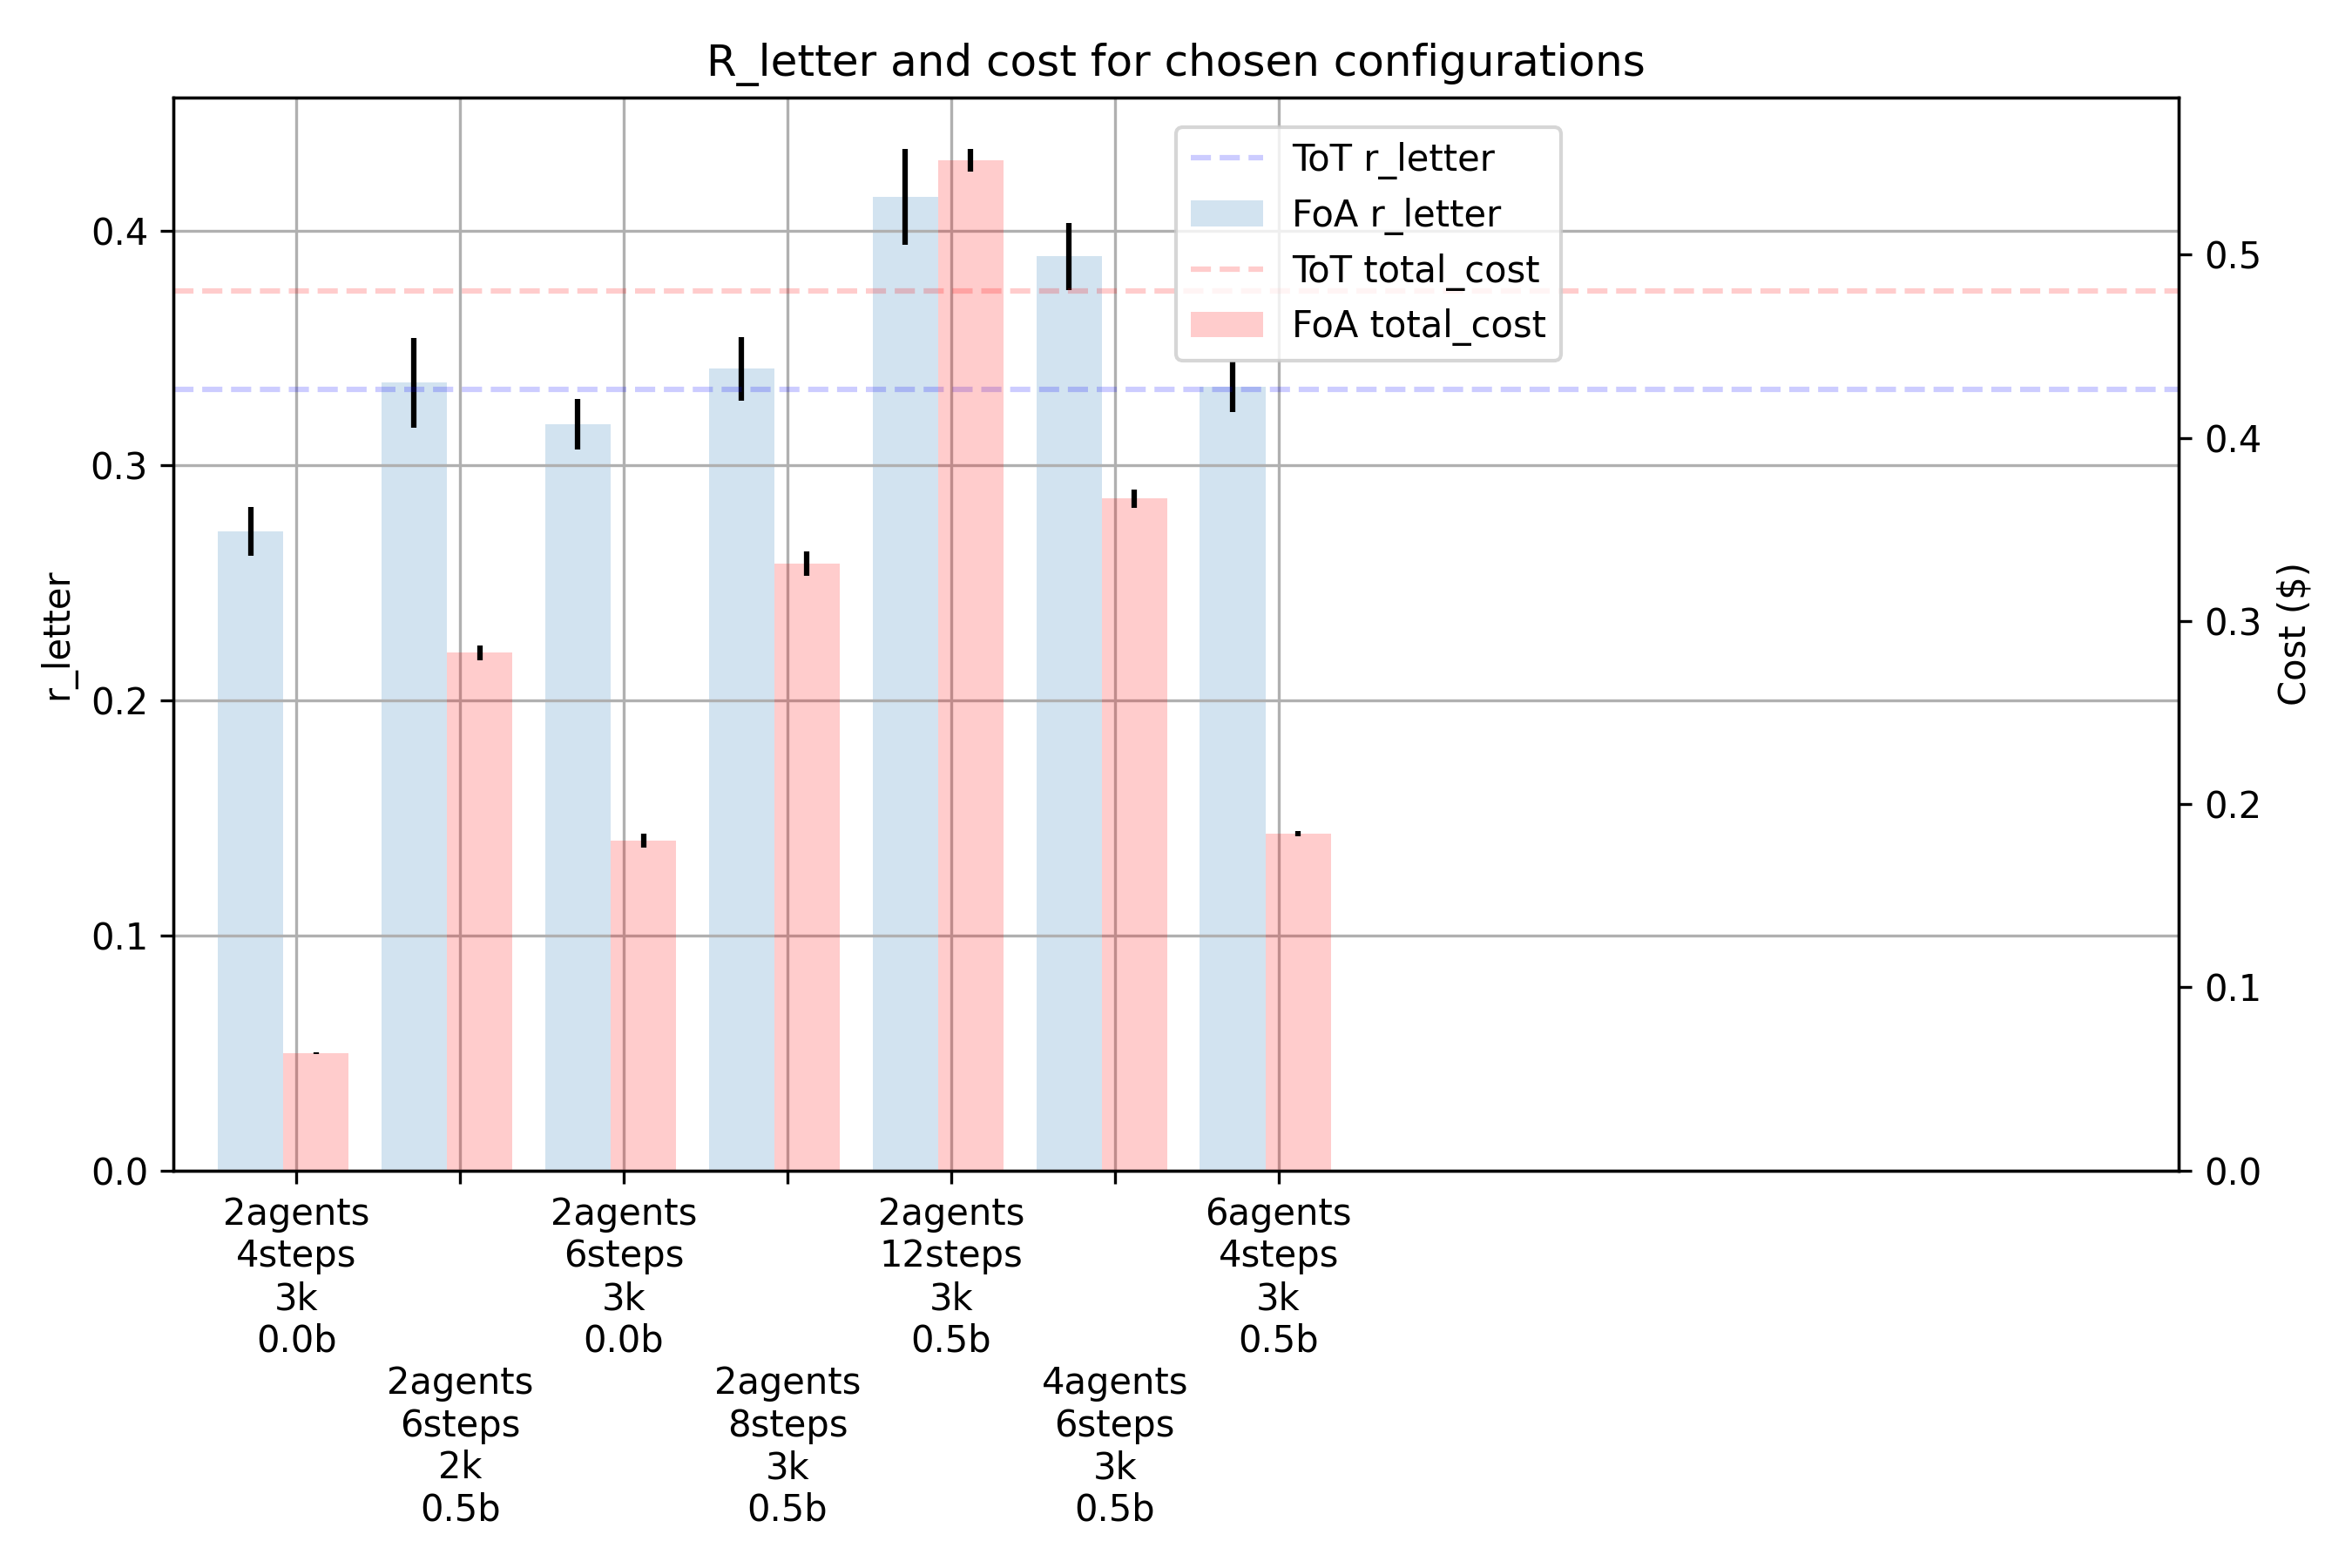 R_letter and cost for chosen configurations
ToT r_letter
FoA r_letter
ToT total_cost
FoA total_cost
r_letter
0.4
0.3
0.2
0.1
0.0
Cost ($)
0.5
0.4
0.3
0.2
0.1
0.0
2agents
4steps
3k
0.0b
2agents
6steps
2k
0.5b
2agents
6steps
3k
0.0b
2agents
8steps
3k
0.5b
2agents
12steps
3k
0.5b
4agents
6steps
3k
0.5b
6agents
4steps
3k
0.5b